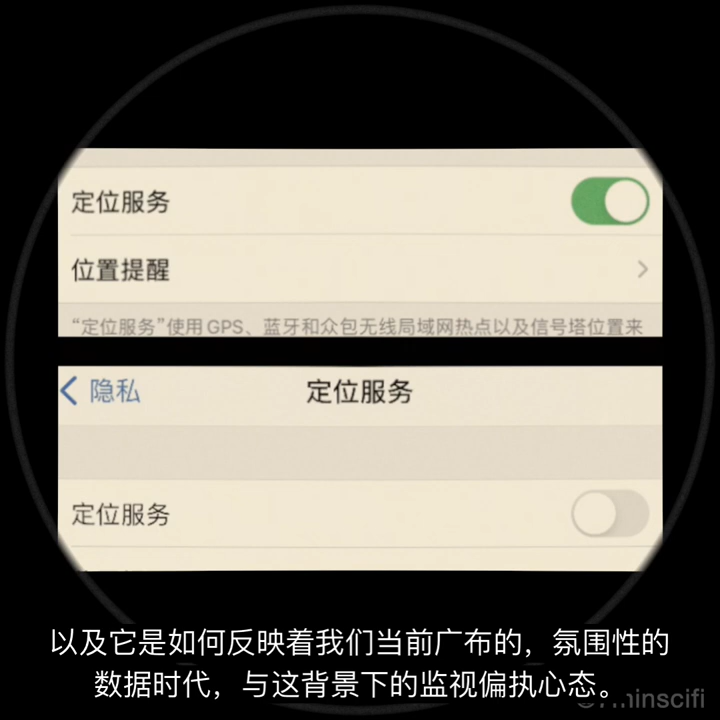 定位服务
位置提醒
“定位服务”使用GPS、蓝牙和众包无线局域网热点以及信号塔位置来
隐私
定位服务
定位服务
以及它是如何反映着我们当前广布的，氛围性的
数据时代，与这背景下的监视偏执心态。